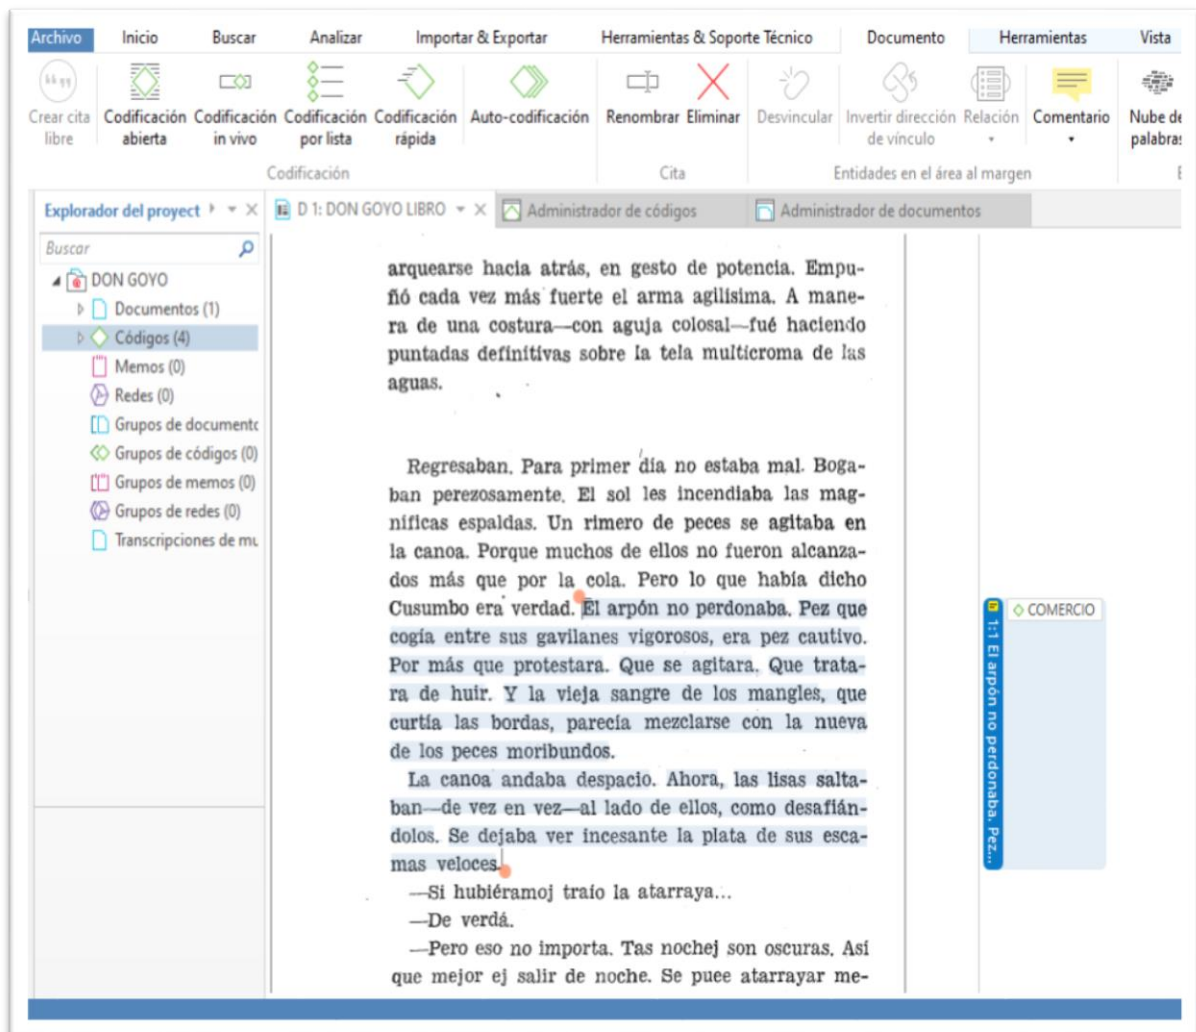 Archivo Inicio Buscar Analizar Importar & Exportar Herramientas & Soporte Técnico Documento Herramientas Vista
Crear cita libre
Codificación abierta
Codificación in vivo
Codificación por lista
Codificación rápida
Auto-codificación
Renombrar
Eliminar
Desvincular
Invertir dirección de vínculo
Relación
Comentario
Nube de palabras
Codificación Cita Entidades en el área al margen
Explorador del proyect
D 1: DON GOYO LIBRO
Administrador de códigos
Administrador de documentos
Buscar
DON GOYO
Documentos (1)
Códigos (4)
Memos (0)
Redes (0)
Grupos de documento
Grupos de códigos (0)
Grupos de memos (0)
Grupos de redes (0)
Transcripciones de mu
arquearse hacia atrás, en gesto de potencia. Empu-
ñó cada vez más fuerte el arma agilísima. A mane-
ra de una costura—con aguja colosal—fué haciendo
puntadas definitivas sobre la tela multicroma de las
aguas.
Regresaban. Para primer día no estaba mal. Boga-
ban perezosamente. El sol les incendiaba las mag-
níficas espaldas. Un rimero de peces se agitaba en
la canoa. Porque muchos de ellos no fueron alcanza-
dos más que por la cola. Pero lo que había dicho
Cusumbo era verdad. El arpón no perdonaba. Pez que
cogía entre sus gavilanes vigorosos, era pez cautivo.
Por más que protestara. Que se agitara. Que trata-
ra de huir. Y la vieja sangre de los mangles, que
curtía las bordas, parecía mezclarse con la nueva
de los peces moribundos.
La canoa andaba despacio. Ahora, las lisas salta-
ban—de vez en vez—al lado de ellos, como desafián-
dolos. Se dejaba ver incesante la plata de sus esca-
mas veloces.
—Si hubiéramoj traío la atarraya...
—De verdá.
—Pero eso no importa. Tas nochej son oscuras. Así
que mejor ej salir de noche. Se puee atarrayar me-
1:1 El arpón no perdonaba. Pez...
COMERCIO